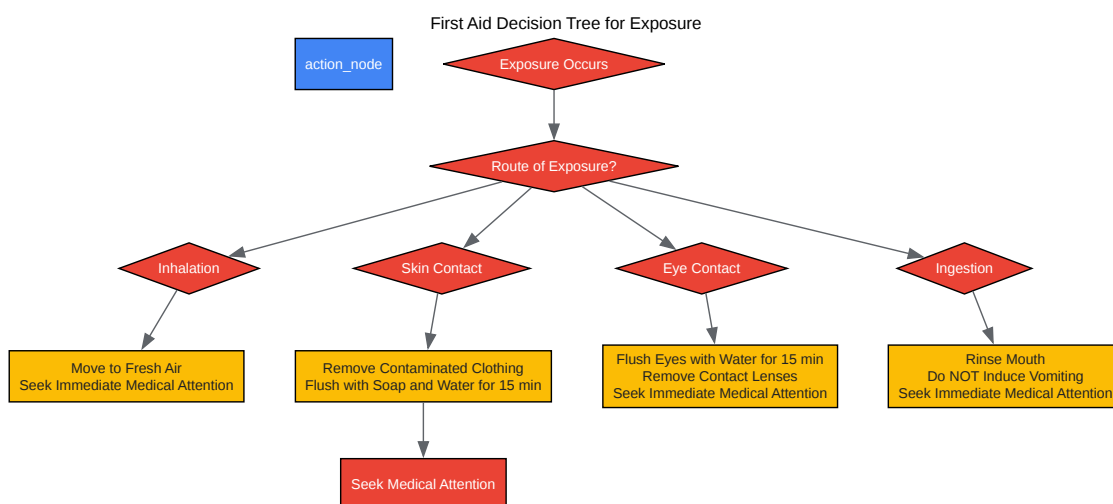 First Aid Decision Tree for Exposure
action_node
Exposure Occurs
Route of Exposure?
Inhalation
Skin Contact
Eye Contact
Ingestion
Move to Fresh Air
Seek Immediate Medical Attention
Remove Contaminated Clothing
Flush with Soap and Water for 15 min
Flush Eyes with Water for 15 min
Remove Contact Lenses
Seek Immediate Medical Attention
Rinse Mouth
Do NOT Induce Vomiting
Seek Immediate Medical Attention
Seek Medical Attention